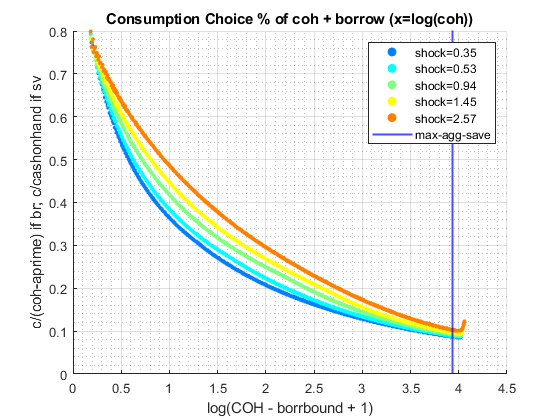 Consumption Choice % of coh + borrow (x=log(coh))
0.8
0.7
0.6
0.5
0.4
0.3
0.2
0.1
0
c/(coh-aprime) if br, c/cashonhand if sv
shock=0.35
shock=0.53
shock=0.94
shock=1.45
shock=2.57
max-agg-save
0 0.5 1 1.5 2 2.5 3 3.5 4 4.5
log(COH - borrbound + 1)